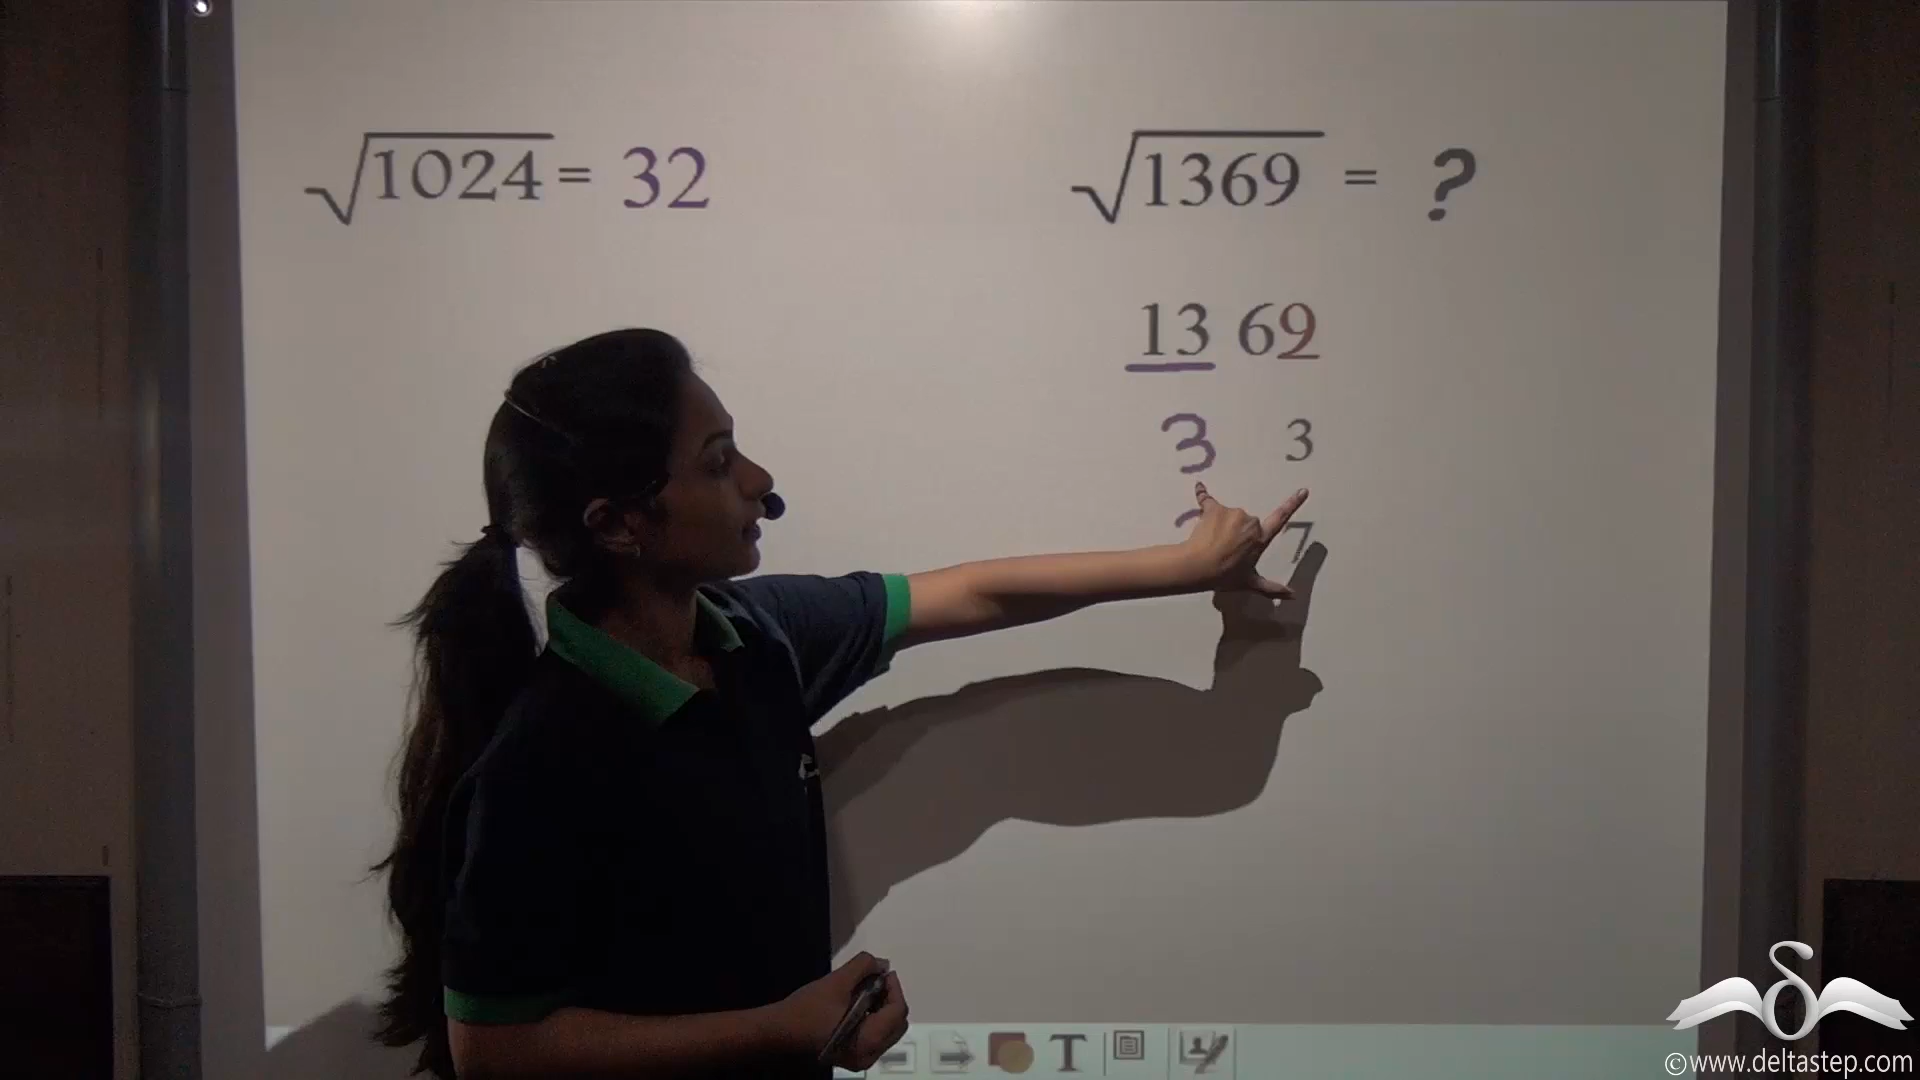 √1024 = 32
√1369 = ?
13 69
3 3
7
T
©www.deltastep.com